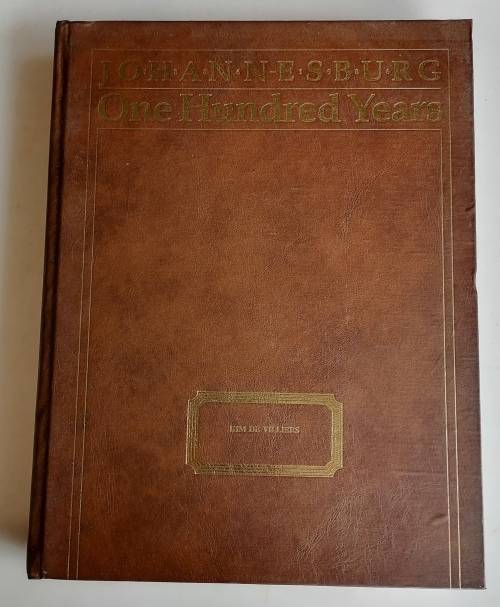 J·O·H·A·N·N·E·S·B·U·R·G
One Hundred Years
KIM DE VILLIERS